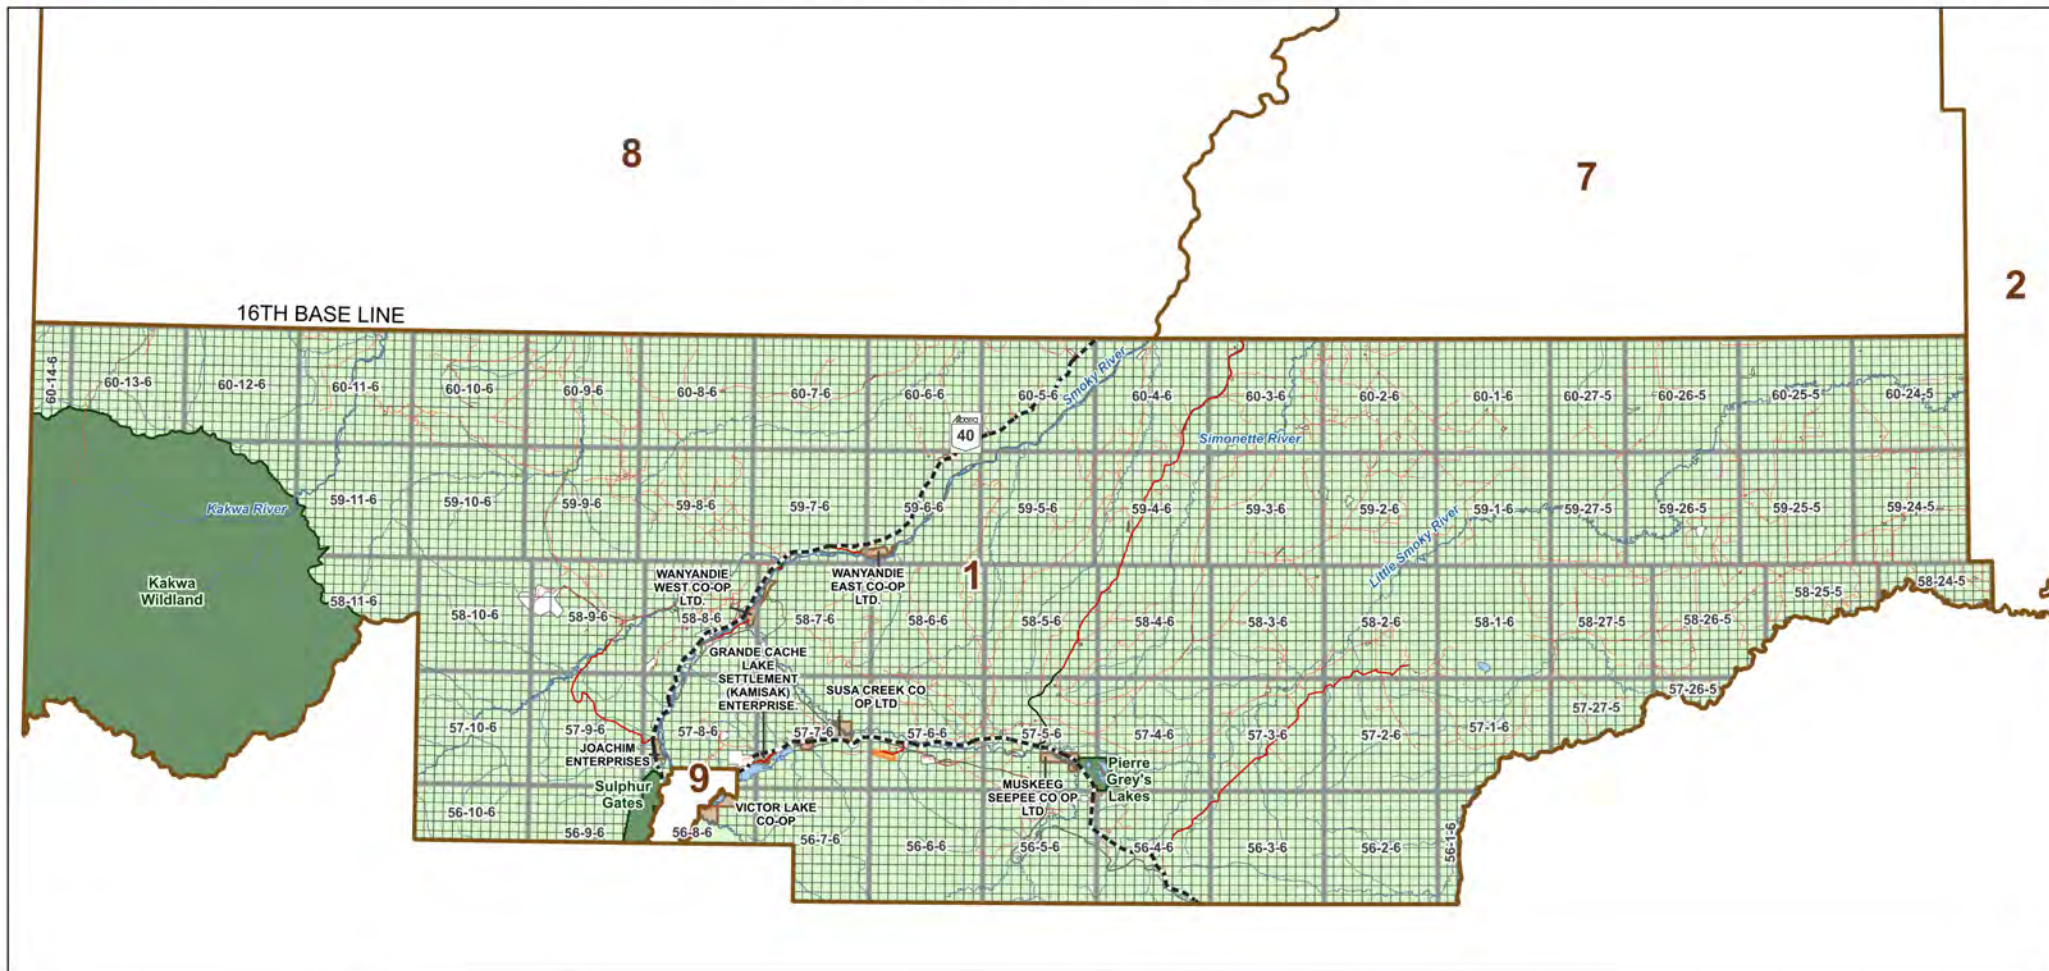 8
7
2
16TH BASE LINE
60-14-6
60-13-6
60-12-6
60-11-6
60-10-6
60-9-6
60-8-6
60-7-6
60-6-6
60-5-6
Smoky River
60-4-6
60-3-6
60-2-6
60-1-6
60-27-5
60-26-5
60-25-5
60-24-5
Alberta
40
Simonette River
Kakwa River
59-11-6
59-10-6
59-9-6
59-8-6
59-7-6
59-6-6
59-5-6
59-4-6
59-3-6
59-2-6
59-1-6
59-27-5
59-26-5
59-25-5
59-24-5
Little Smoky River
Kakwa
Wildland
WANYANDIE
WEST CO-OP
LTD.
WANYANDIE
EAST CO-OP
LTD.
1
58-11-6
58-10-6
58-9-6
58-8-6
58-7-6
58-6-6
58-5-6
58-4-6
58-3-6
58-2-6
58-1-6
58-27-5
58-26-5
58-25-5
58-24-5
GRANDE CACHE
LAKE
SETTLEMENT
(KAMISAK)
ENTERPRISE.
SUSA CREEK CO
OP LTD
57-10-6
57-9-6
57-8-6
57-7-6
57-6-6
57-5-6
57-4-6
57-3-6
57-2-6
57-1-6
57-27-5
57-26-5
JOACHIM
ENTERPRISES
Sulphur
Gates
9
VICTOR LAKE
CO-OP
MUSKEEG
SEEPEE CO OP
LTD
Pierre
Grey's
Lakes
56-10-6
56-9-6
56-8-6
56-7-6
56-6-6
56-5-6
56-4-6
56-3-6
56-2-6
56-1-6